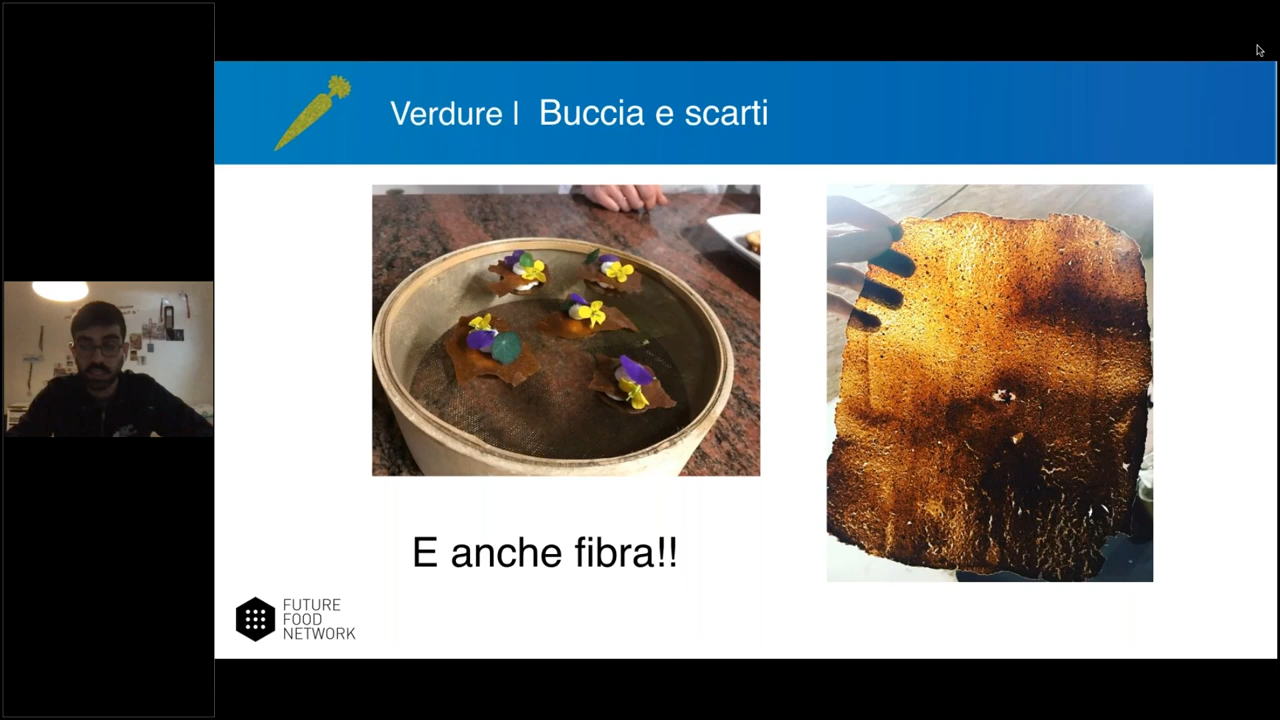 Verdure | Buccia e scarti
E anche fibra!!
FUTURE
FOOD
NETWORK